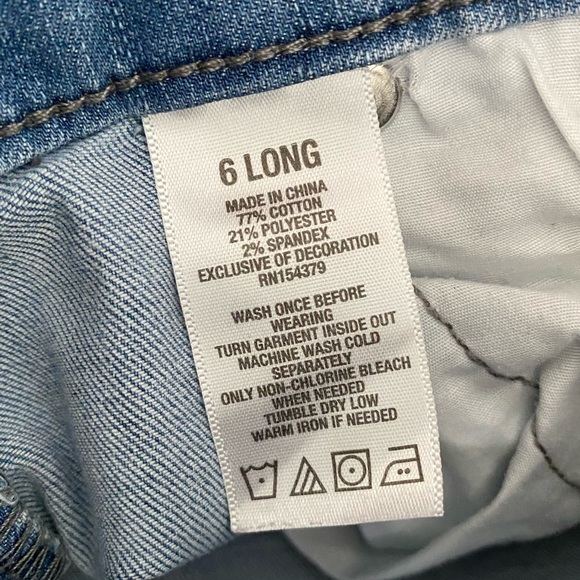 6 LONG
MADE IN CHINA
77% COTTON
21% POLYESTER
2% SPANDEX
EXCLUSIVE OF DECORATION
RN154379
WASH ONCE BEFORE
WEARING
TURN GARMENT INSIDE OUT
MACHINE WASH COLD
SEPARATELY
ONLY NON-CHLORINE BLEACH
WHEN NEEDED
TUMBLE DRY LOW
WARM IRON IF NEEDED